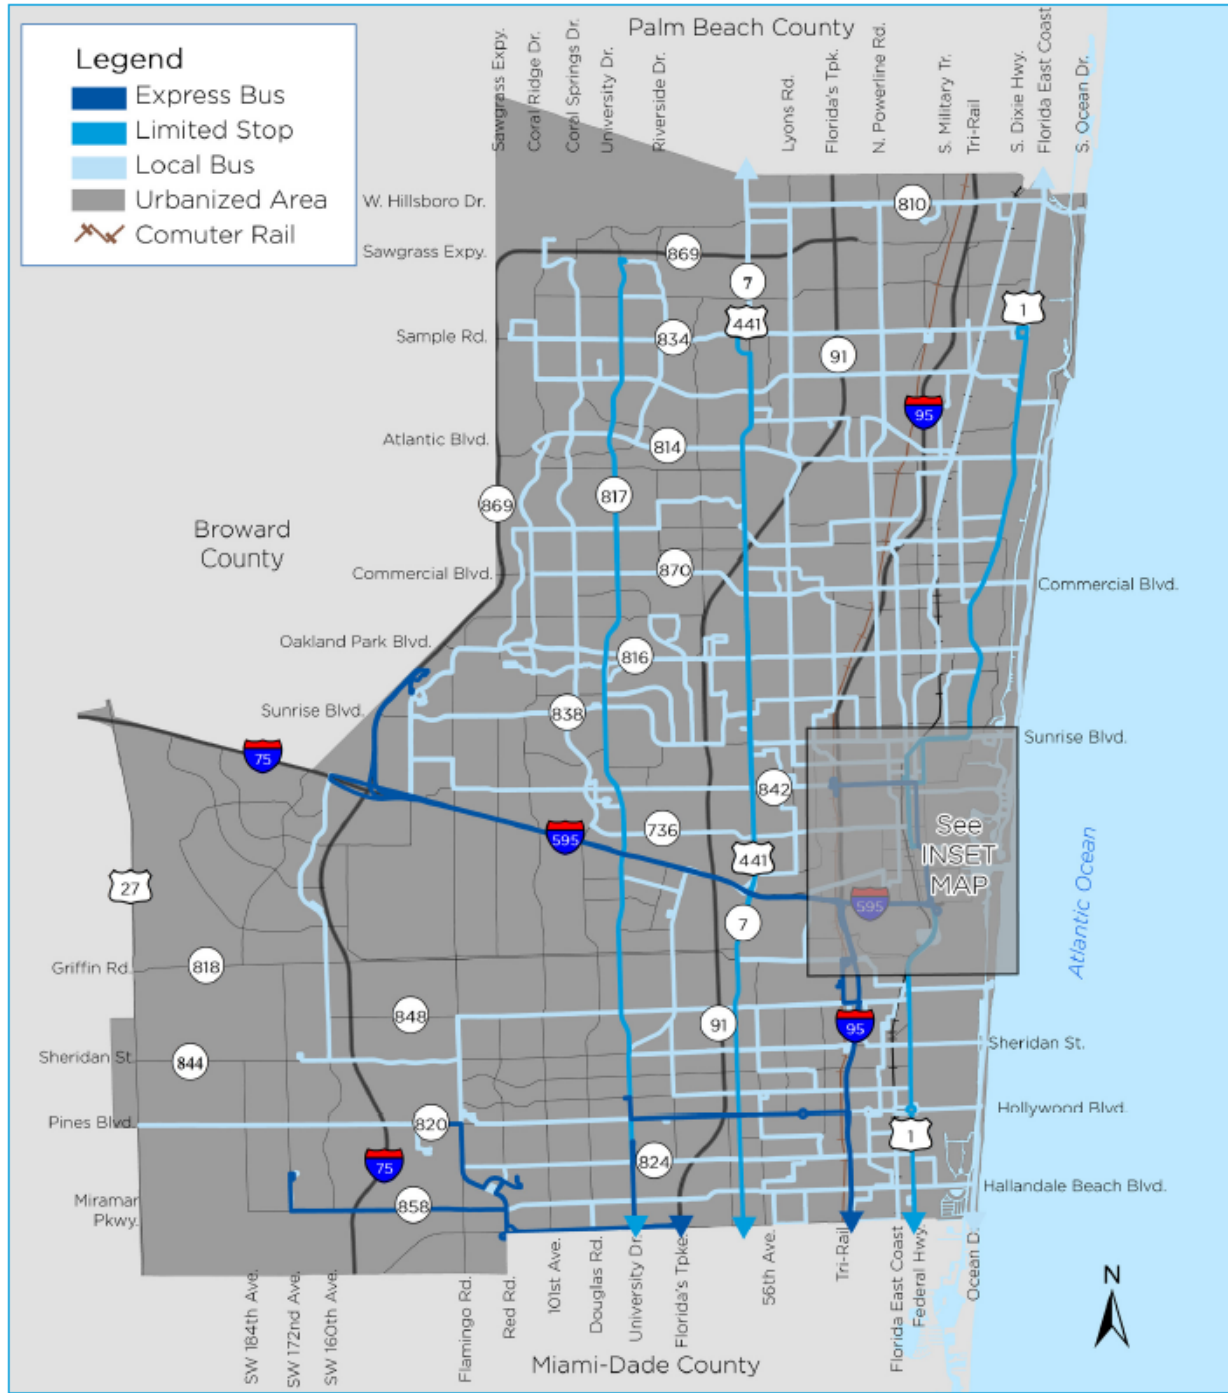 Palm Beach County
Legend
Express Bus
Limited Stop
Local Bus
Urbanized Area
Comuter Rail
Sawgrass Expy.
Coral Ridge Dr.
Coral Springs Dr.
University Dr.
Riverside Dr.
Lyons Rd.
Florida's Tpk.
N. Powerline Rd.
S. Military Tr.
Tri-Rail
S. Dixie Hwy.
Florida East Coast
S. Ocean Dr.
W. Hillsboro Dr.
810
Sawgrass Expy.
869
7
441
1
Sample Rd.
834
91
95
Atlantic Blvd.
814
817
869
Broward
County
Commercial Blvd.
870
Commercial Blvd.
Oakland Park Blvd.
816
Sunrise Blvd.
838
Sunrise Blvd.
75
842
736
595
441
See
INSET
MAP
27
595
7
Atlantic Ocean
Griffin Rd.
818
848
91
95
Sheridan St.
844
Sheridan St.
Pines Blvd.
820
Hollywood Blvd.
1
75
824
Miramar
Pkwy.
858
Hallandale Beach Blvd.
SW 184th Ave.
SW 172nd Ave.
SW 160th Ave.
Flamingo Rd.
Red Rd.
101st Ave.
Douglas Rd.
University Dr.
Florida's Tpke.
56th Ave.
Tri-Rail
Florida East Coast
Federal Hwy.
Ocean D.
N
Miami-Dade County